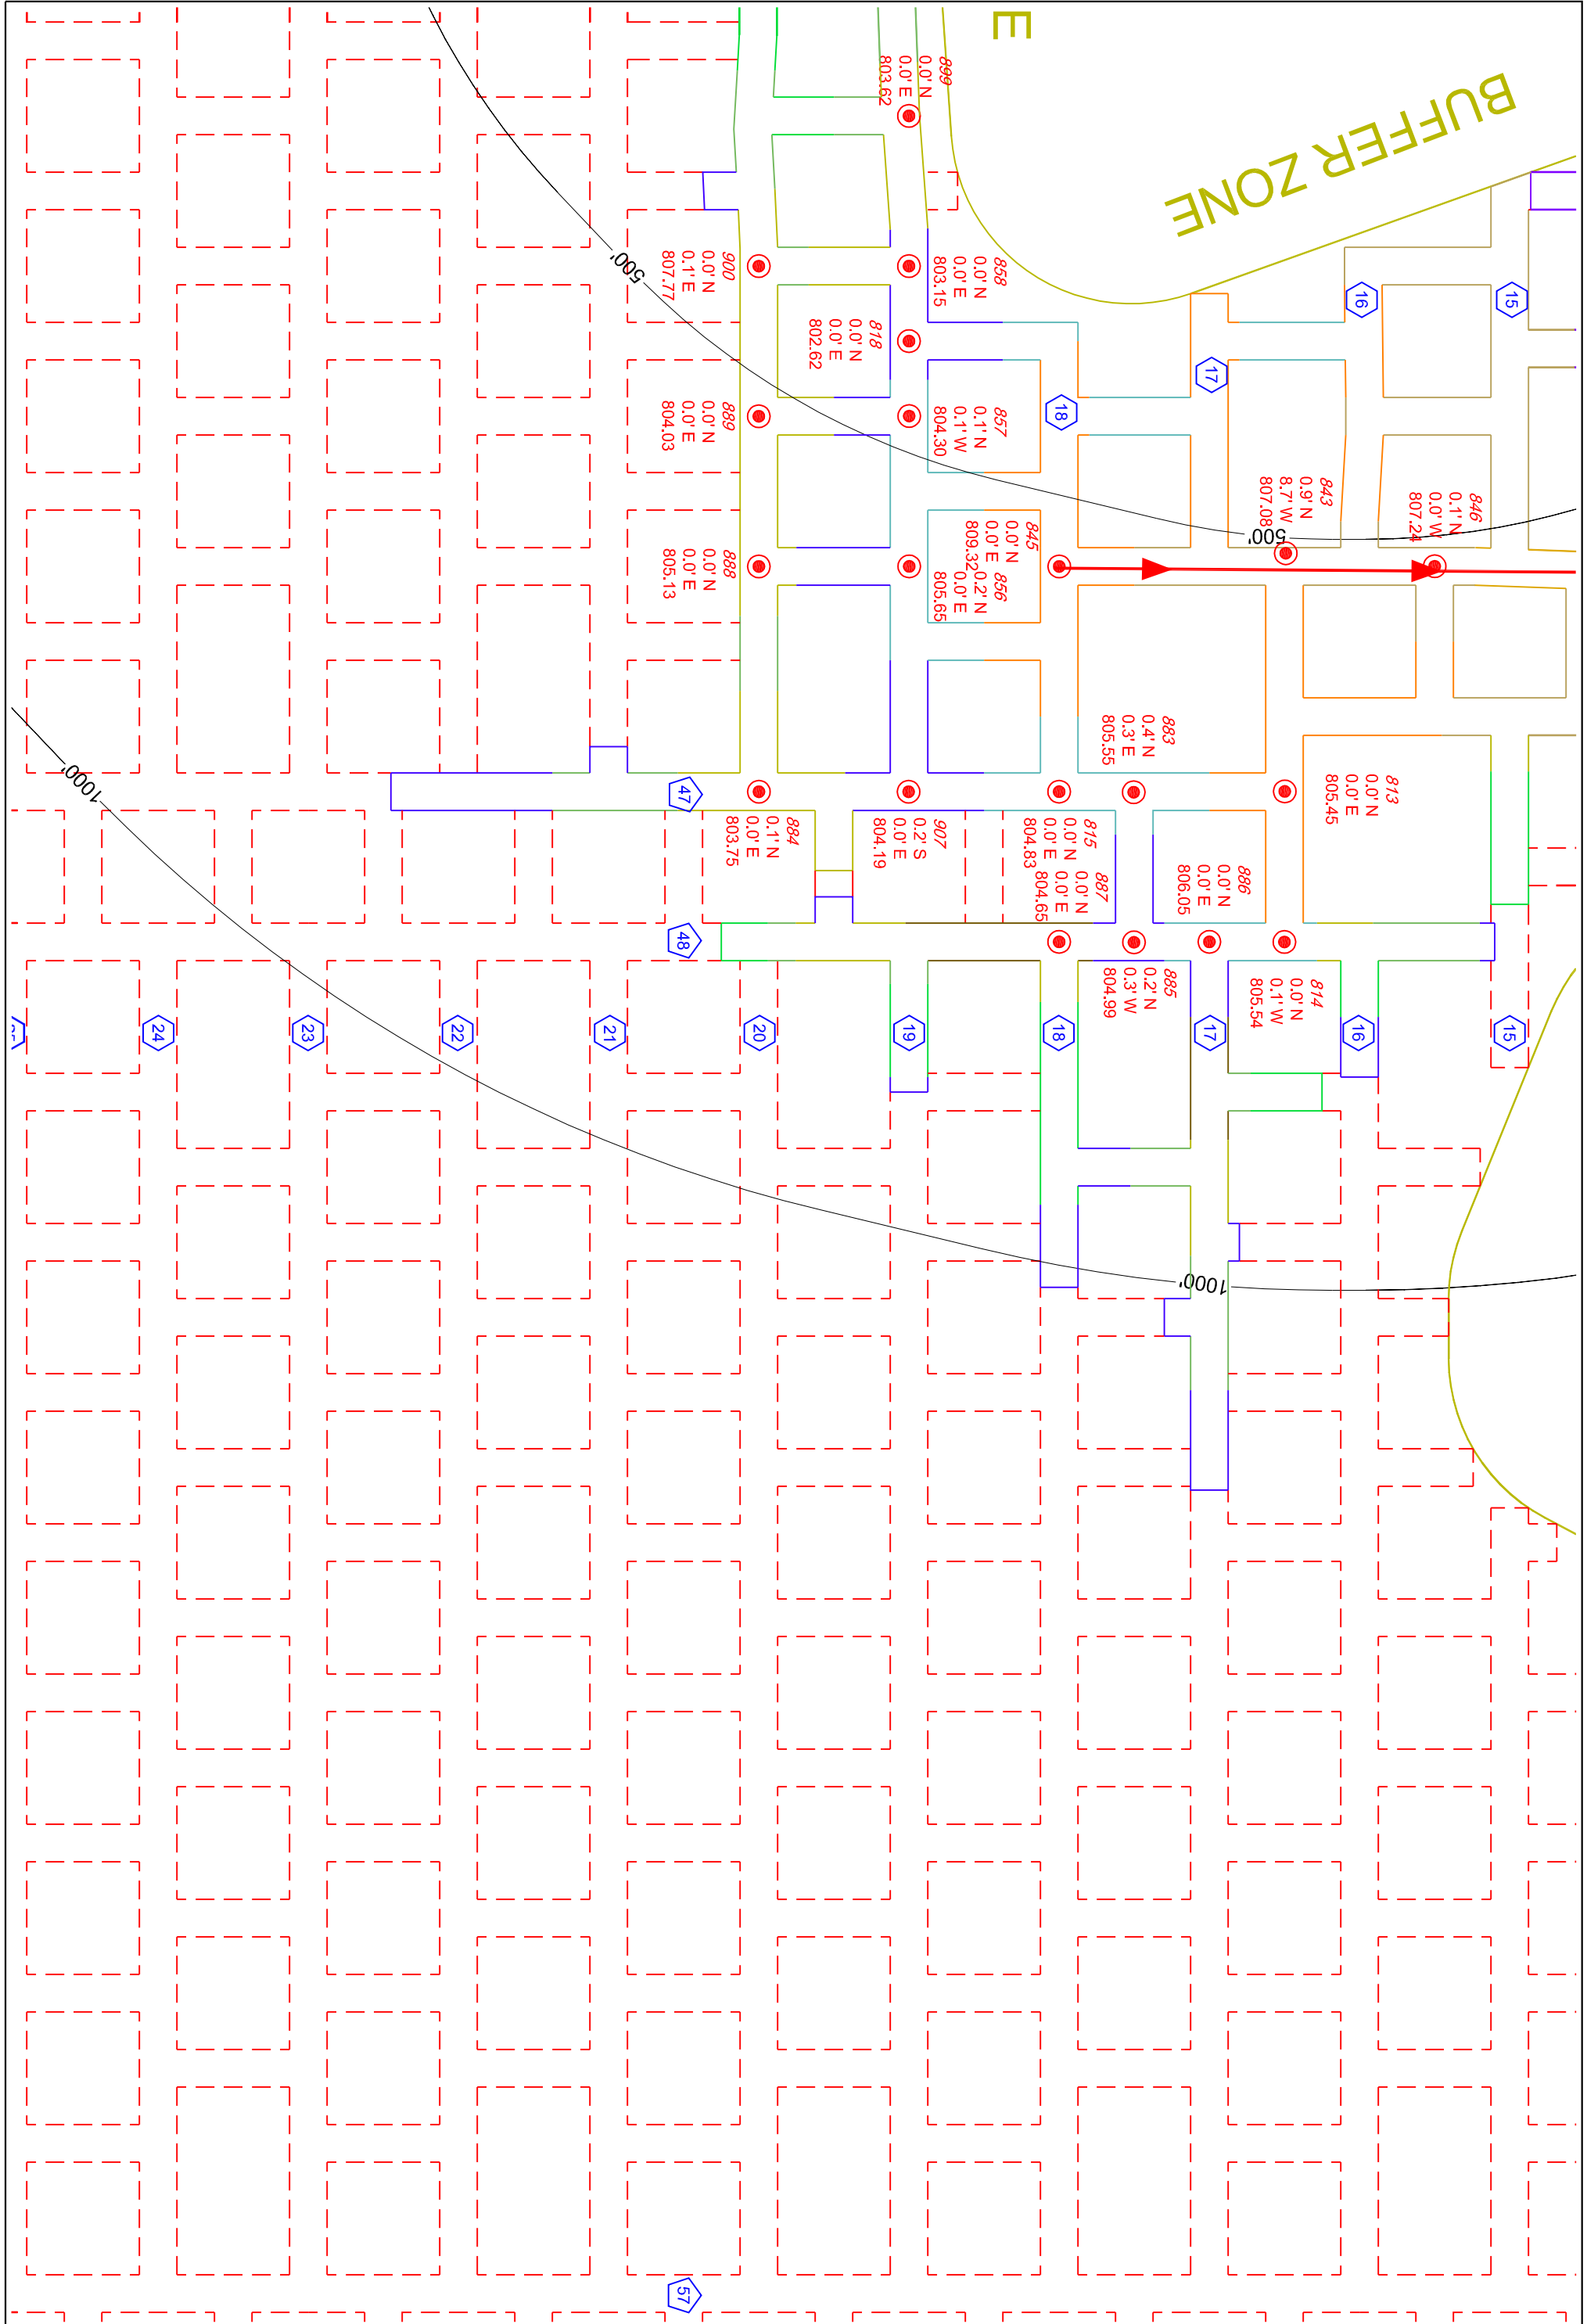 E
BUFFER ZONE
899
0.0' N
0.0' E
803.62
900
0.0' N
0.1' E
807.77
500'
858
0.0' N
0.0' E
803.15
16
15
818
0.0' N
0.0' E
802.62
17
18
889
0.0' N
0.0' E
804.03
857
0.1' N
0.1' W
804.30
843
0.9' N
8.7' W
807.08
846
0.1' N
0.0' W
807.24
500'
845
0.0' N
0.0' E
809.32
856
0.2' N
0.0' E
805.65
888
0.0' N
0.0' E
805.13
883
0.4' N
0.3' E
805.55
813
0.0' N
0.0' E
805.45
1000'
47
884
0.1' N
0.0' E
803.75
907
0.2' S
0.0' E
804.19
815
0.0' N
0.0' E
804.83
887
0.0' N
0.0' E
804.65
886
0.0' N
0.0' E
806.05
48
885
0.2' N
0.3' W
804.99
814
0.0' N
0.1' W
805.54
24
23
22
21
20
19
18
17
16
15
1000'
57